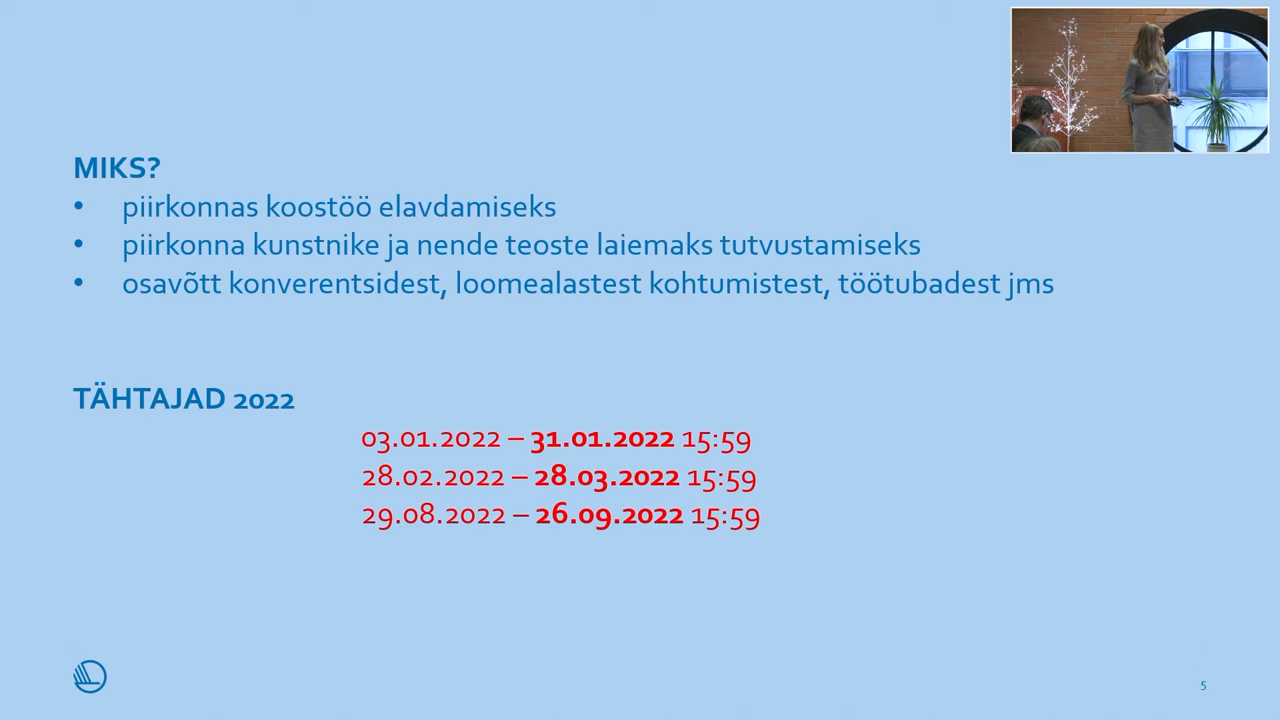 MIKS?
• piirkonnas koostöö elavdamiseks
• piirkonna kunstnike ja nende teoste laiemaks tutvustamiseks
• osavõtt konverentsidest, loomealastest kohtumistest, töötubadest jms
TÄHTAJAD 2022
03.01.2022 – 31.01.2022 15:59
28.02.2022 – 28.03.2022 15:59
29.08.2022 – 26.09.2022 15:59
5